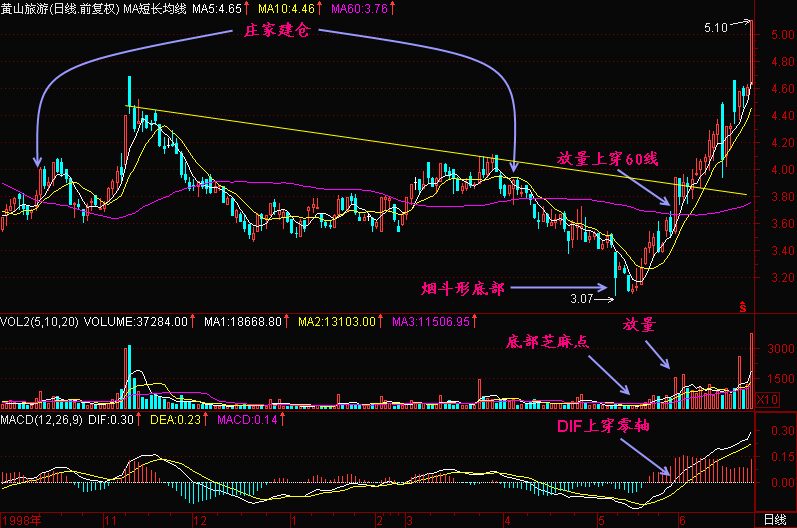 黄山旅游(日线.前复权) MA短长均线 MA5:4.65↑ MA10:4.46↑ MA60:3.76↑
庄家建仓
5.10
5.00
4.80
4.60
4.40
4.20
4.00
3.80
3.60
3.40
3.20
放量上穿60线
烟斗形底部
3.07
Ŝ
VOL2(5,10,20) VOLUME:37284.00↑ MA1:18668.80↑ MA2:13103.00↑ MA3:11506.95↑
放量
底部芝麻点
3000
1500
X10
MACD(12,26,9) DIF:0.30↑ DEA:0.23↑ MACD:0.14↑
DIF上穿零轴
0.30
0.15
0.00
1998年 11 12 1 2 3 4 5 6 日线